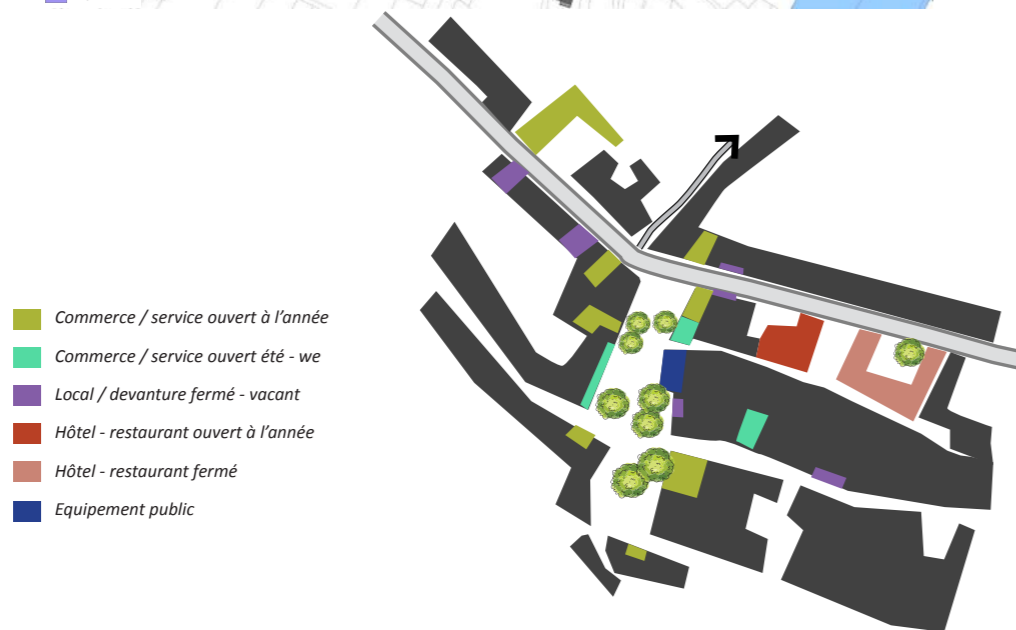 Commerce / service ouvert à l’année
Commerce / service ouvert été - we
Local / devanture fermé - vacant
Hôtel - restaurant ouvert à l’année
Hôtel - restaurant fermé
Equipement public